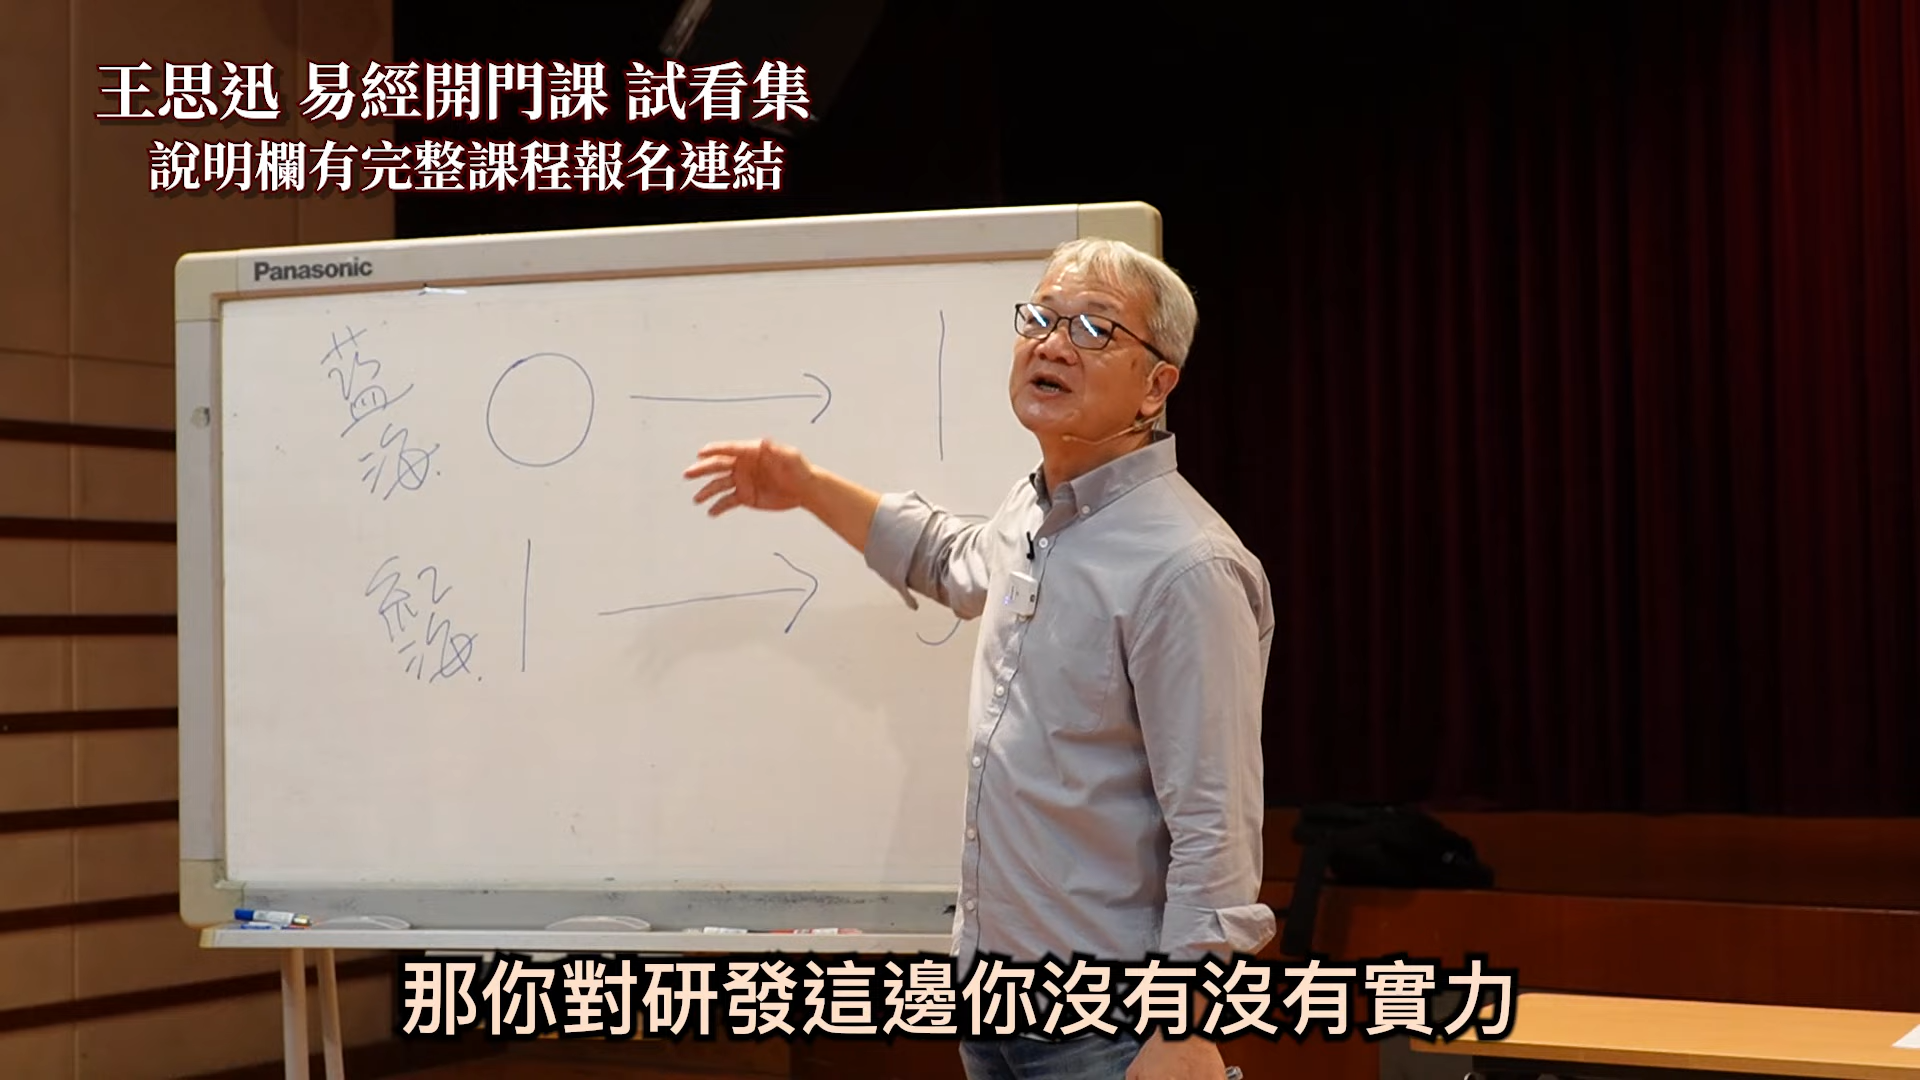 王思迅 易經開門課 試看集
說明欄有完整課程報名連結
Panasonic
藍海
紅海
那你對研發這邊你沒有沒有實力